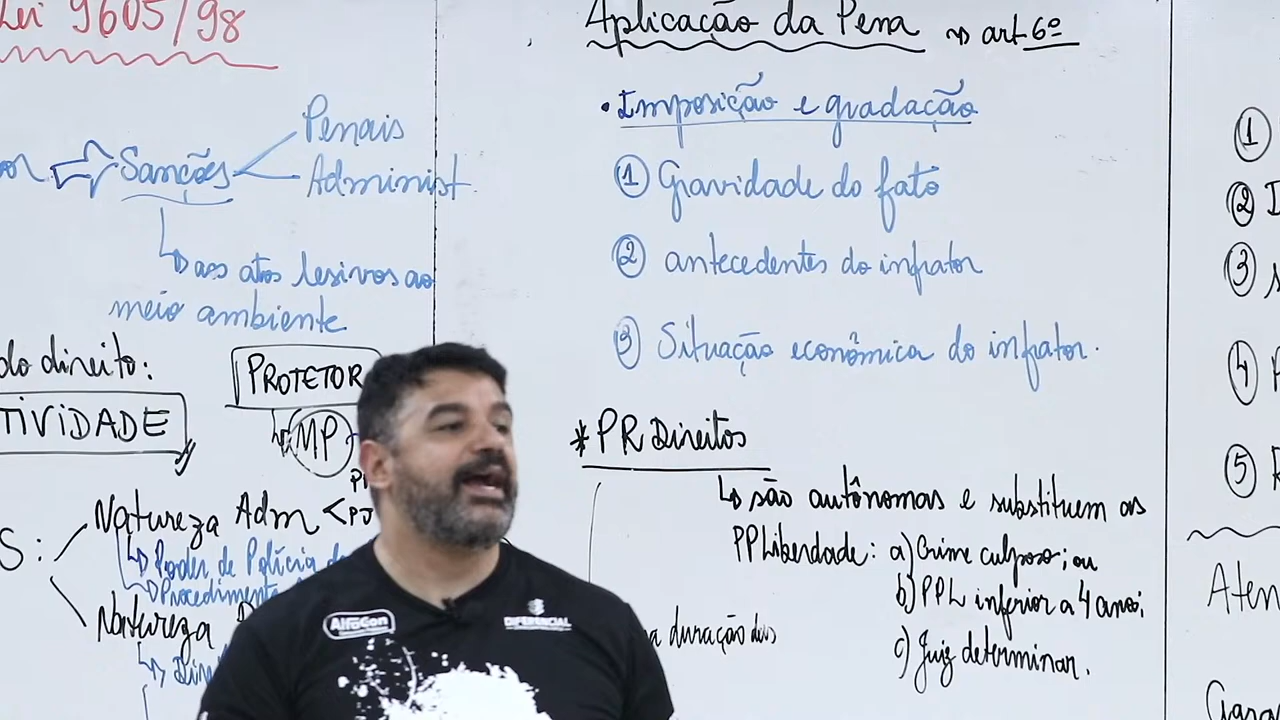 Lei 9605/98
Sanções
Penais
Administ
aos atos lesivos ao
meio ambiente
do direito:
TIVIDADE
PROTETOR
MP
S:
Natureza Adm
PJ
Poder de Polícia
Procedimento
Natureza
Aplicação da Pena → art 6º
• Imposição e gradação
① Gravidade do fato
② antecedentes do infrator
③ Situação econômica do infrator.
* PR Direitos
↳ são autônomas e substituem as
PPLiberdade: a) Crime culposo; ou
b) PPL inferior a 4 anos;
c) Juiz determinar.
a duração das
①
②
③
④
⑤
Aten
AlfaCon
DIFERENCIAL